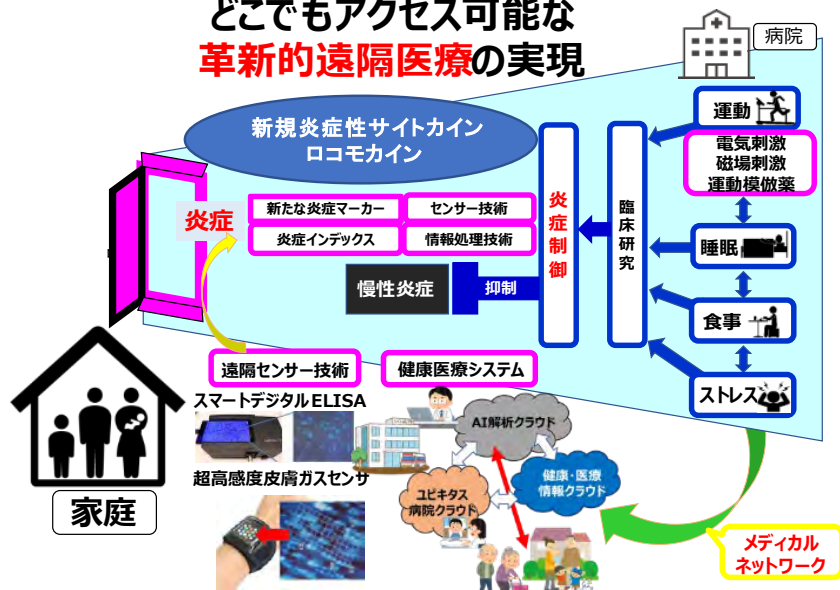 どこでもアクセス可能な
革新的遠隔医療の実現
病院
新規炎症性サイトカイン
ロコモカイン
炎症
新たな炎症マーカー
センサー技術
炎症インデックス
情報処理技術
慢性炎症
抑制
炎症制御
臨床研究
運動
電気刺激
磁場刺激
運動模倣薬
睡眠
食事
ストレス
遠隔センサー技術
健康医療システム
スマートデジタルELISA
超高感度皮膚ガスセンサ
AI解析クラウド
健康・医療
情報クラウド
ユビキタス
病院クラウド
家庭
メディカル
ネットワーク